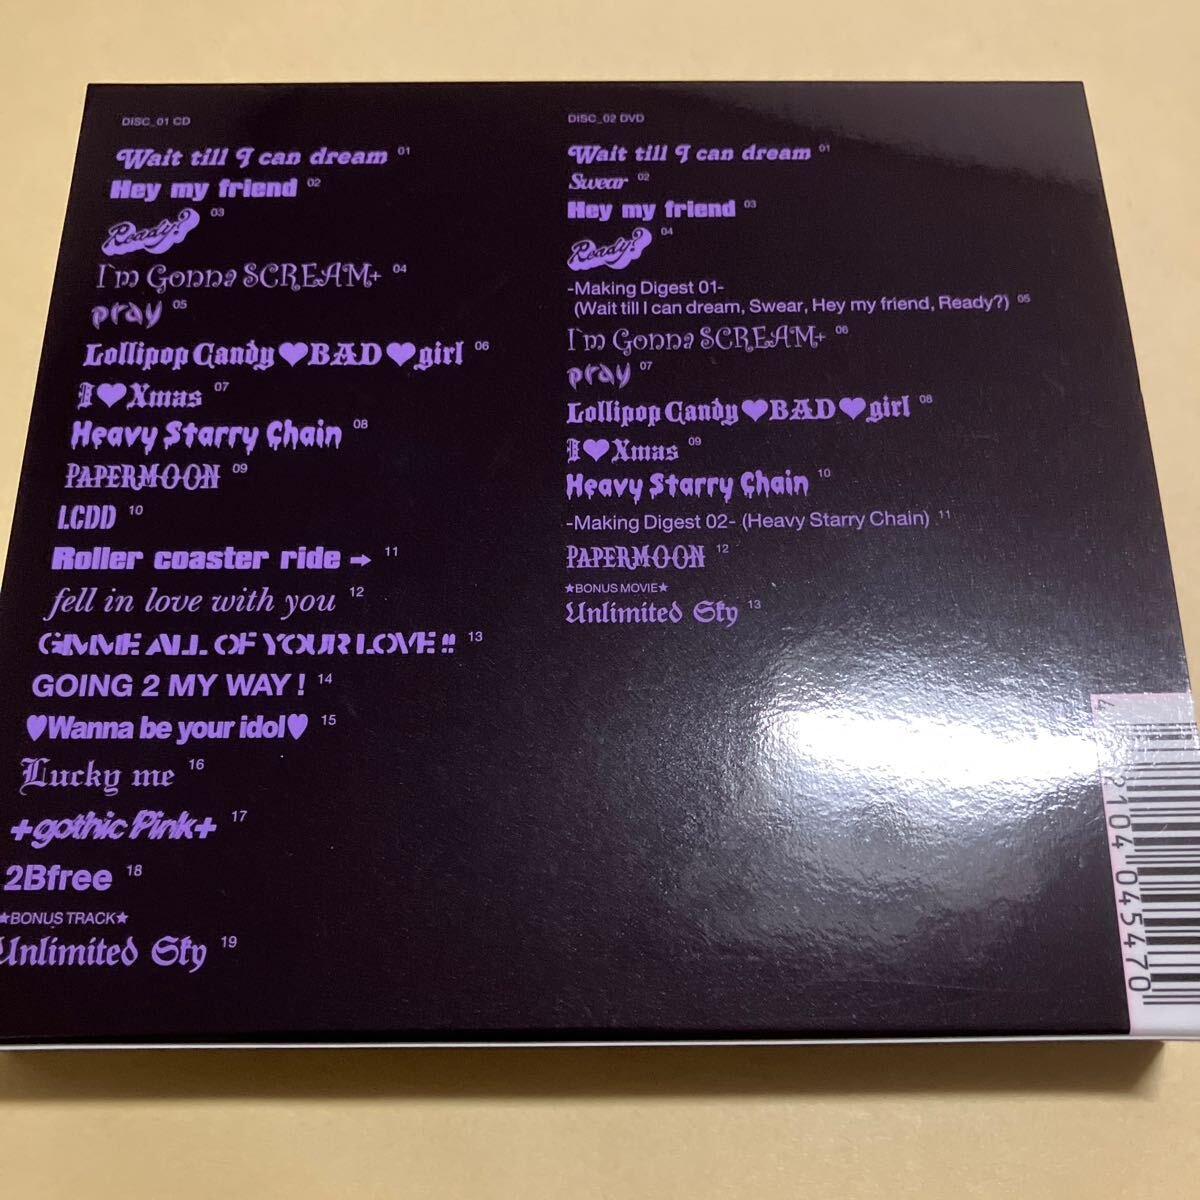 DISC_01 CD
Wait till I can dream 01
Hey my friend 02
Ready? 03
I'm Gonna SCREAM+ 04
pray 05
Lollipop Candy♥BAD♥girl 06
I♥Xmas 07
Heavy Starry Chain 08
PAPERMOON 09
LCDD 10
Roller coaster ride→ 11
fell in love with you 12
GIMME ALL OF YOUR LOVE!! 13
GOING 2 MY WAY! 14
♥Wanna be your idol♥ 15
Lucky me 16
+gothic Pink+ 17
2Bfree 18
★BONUS TRACK★
Unlimited Sky 19
DISC_02 DVD
Wait till I can dream 01
Swear 02
Hey my friend 03
Ready? 04
-Making Digest 01-
(Wait till I can dream, Swear, Hey my friend, Ready?) 05
I'm Gonna SCREAM+ 06
pray 07
Lollipop Candy♥BAD♥girl 08
I♥Xmas 09
Heavy Starry Chain 10
-Making Digest 02- (Heavy Starry Chain) 11
PAPERMOON 12
★BONUS MOVIE★
Unlimited Sky 13
2104 045470